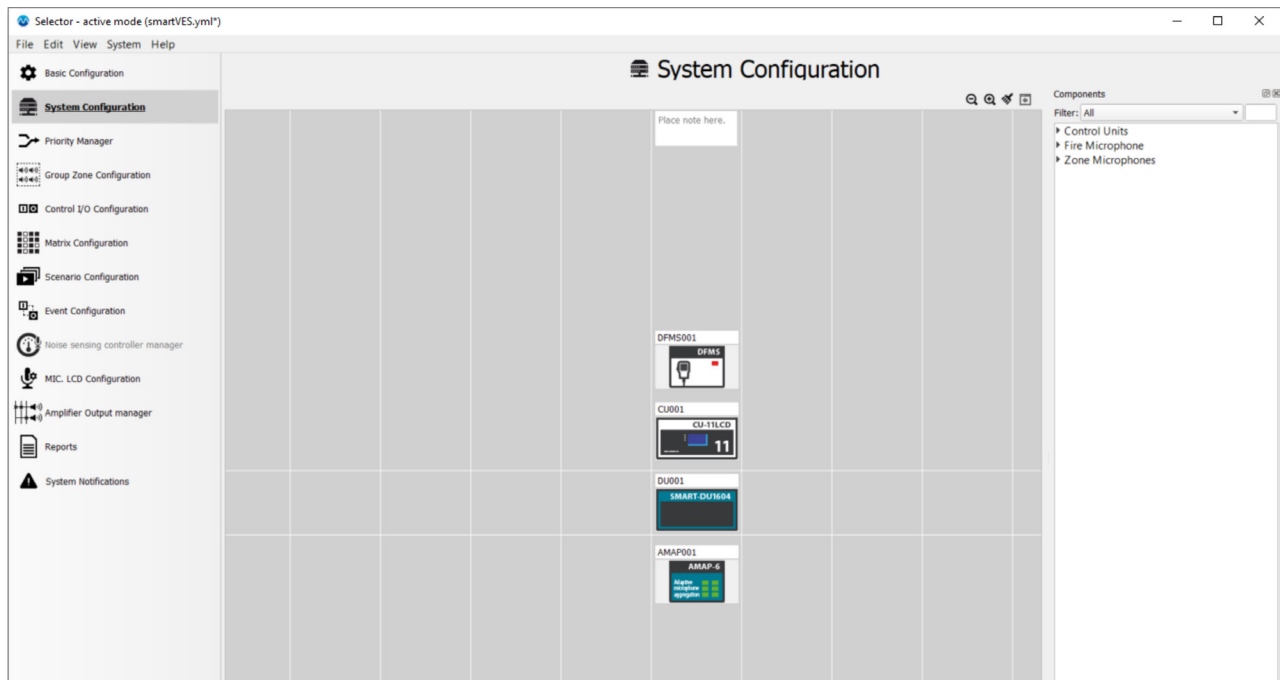 Selector - active mode (smartVES.yml*)
File Edit View System Help
Basic Configuration
System Configuration
Priority Manager
Group Zone Configuration
Control I/O Configuration
Matrix Configuration
Scenario Configuration
Event Configuration
Noise sensing controller manager
MIC. LCD Configuration
Amplifier Output manager
Reports
System Notifications
System Configuration
Place note here.
DFMS001
DFMS
CU001
CU-11LCD
11
DU001
SMART-DU1604
AMAP001
AMAP-6
Adaptive
microphone
aggregation
Components
Filter: All
Control Units
Fire Microphone
Zone Microphones